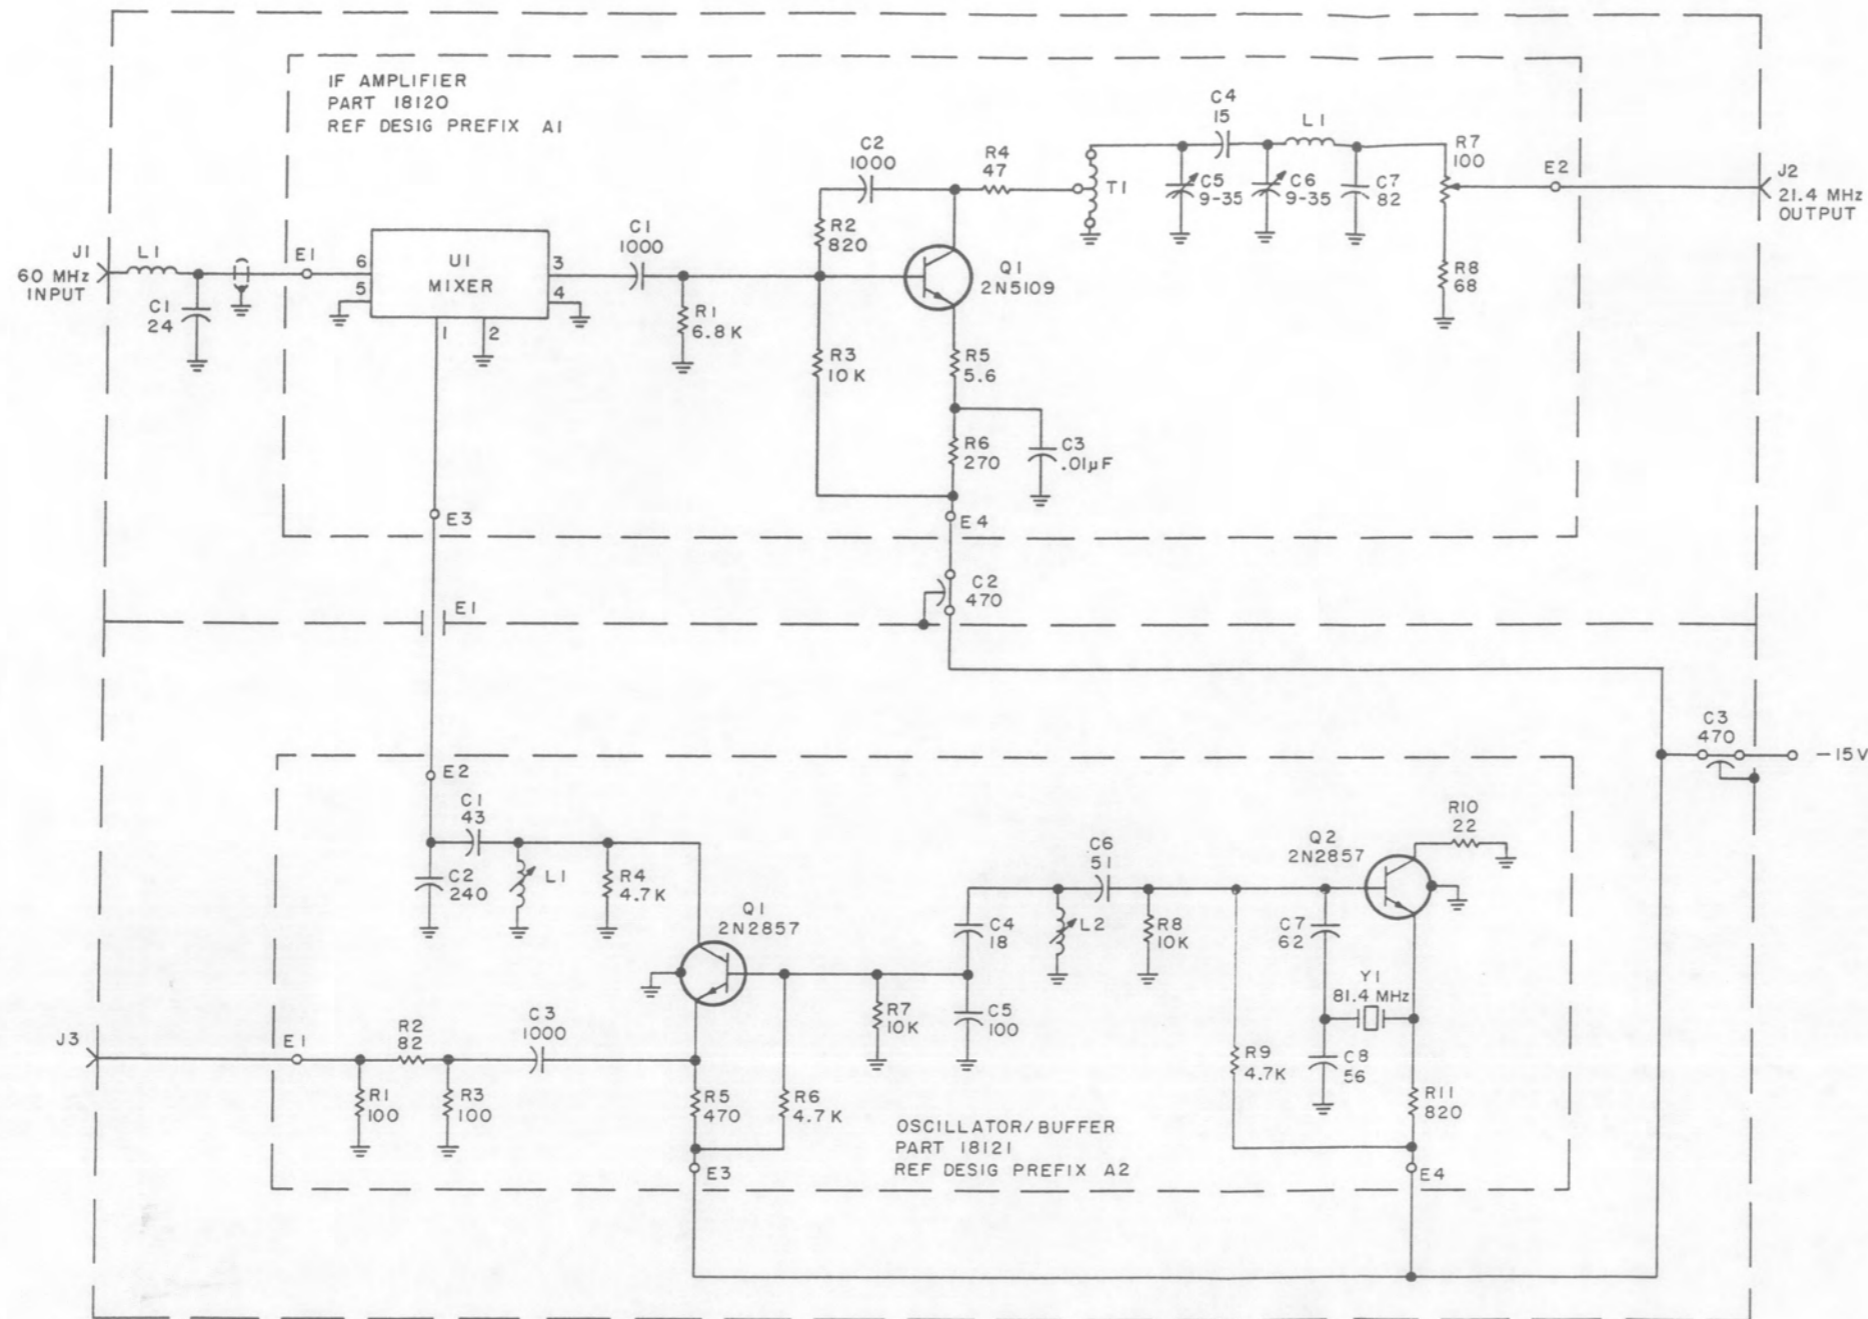 IF AMPLIFIER
PART 18120
REF DESIG PREFIX A1
C4
15
L1
R7
100
C2
1000
R4
47
E2
J2
21.4 MHz
OUTPUT
T1
C5
9-35
C6
9-35
C7
82
R2
820
J1
60 MHz
INPUT
L1
E1
6
5
U1
MIXER
3
4
1
2
C1
1000
Q1
2N5109
R8
68
C1
24
R1
6.8K
R3
10K
R5
5.6
R6
270
C3
.01µF
E3
E4
C2
470
E1
C3
470
-15V
E2
C1
43
R10
22
Q2
2N2857
C6
51
C2
240
L1
R4
4.7K
Q1
2N2857
C4
18
L2
R8
10K
C7
62
Y1
81.4 MHz
C3
1000
R7
10K
C5
100
J3
E1
R2
82
R9
4.7K
C8
56
R1
100
R3
100
R5
470
R6
4.7K
R11
820
OSCILLATOR/BUFFER
PART 18121
REF DESIG PREFIX A2
E3
E4